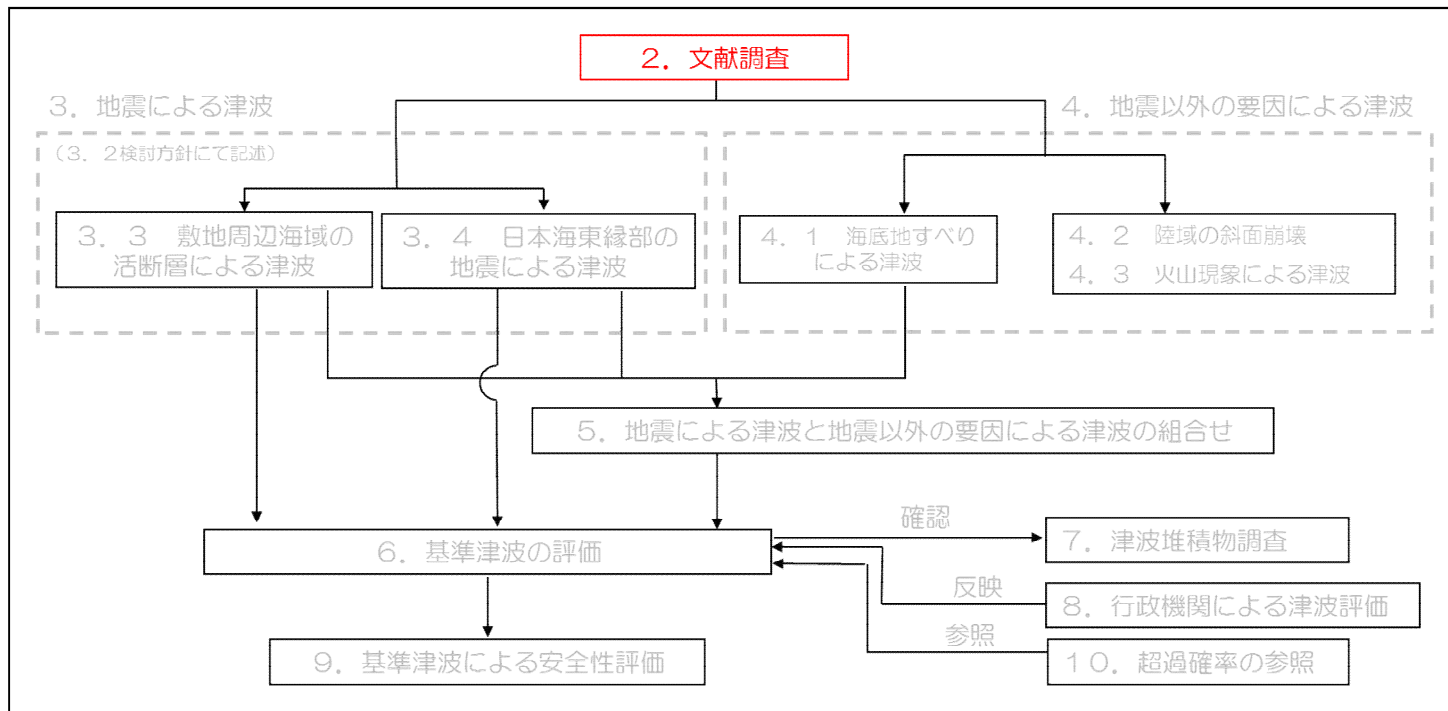 2．文献調査
3．地震による津波
4．地震以外の要因による津波
（3．2検討方針にて記述）
3．3　敷地周辺海域の
活断層による津波
3．4　日本海東縁部の
地震による津波
4．1　海底地すべり
による津波
4．2　陸域の斜面崩壊
4．3　火山現象による津波
5．地震による津波と地震以外の要因による津波の組合せ
6．基準津波の評価
確認
7．津波堆積物調査
反映
8．行政機関による津波評価
参照
10．超過確率の参照
9．基準津波による安全性評価